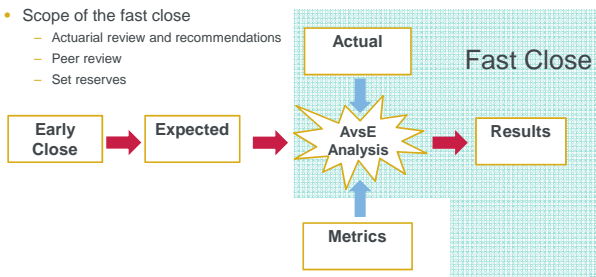 • Scope of the fast close
– Actuarial review and recommendations
– Peer review
– Set reserves
Actual
Fast Close
Early
Close
Expected
AvsE
Analysis
Results
Metrics